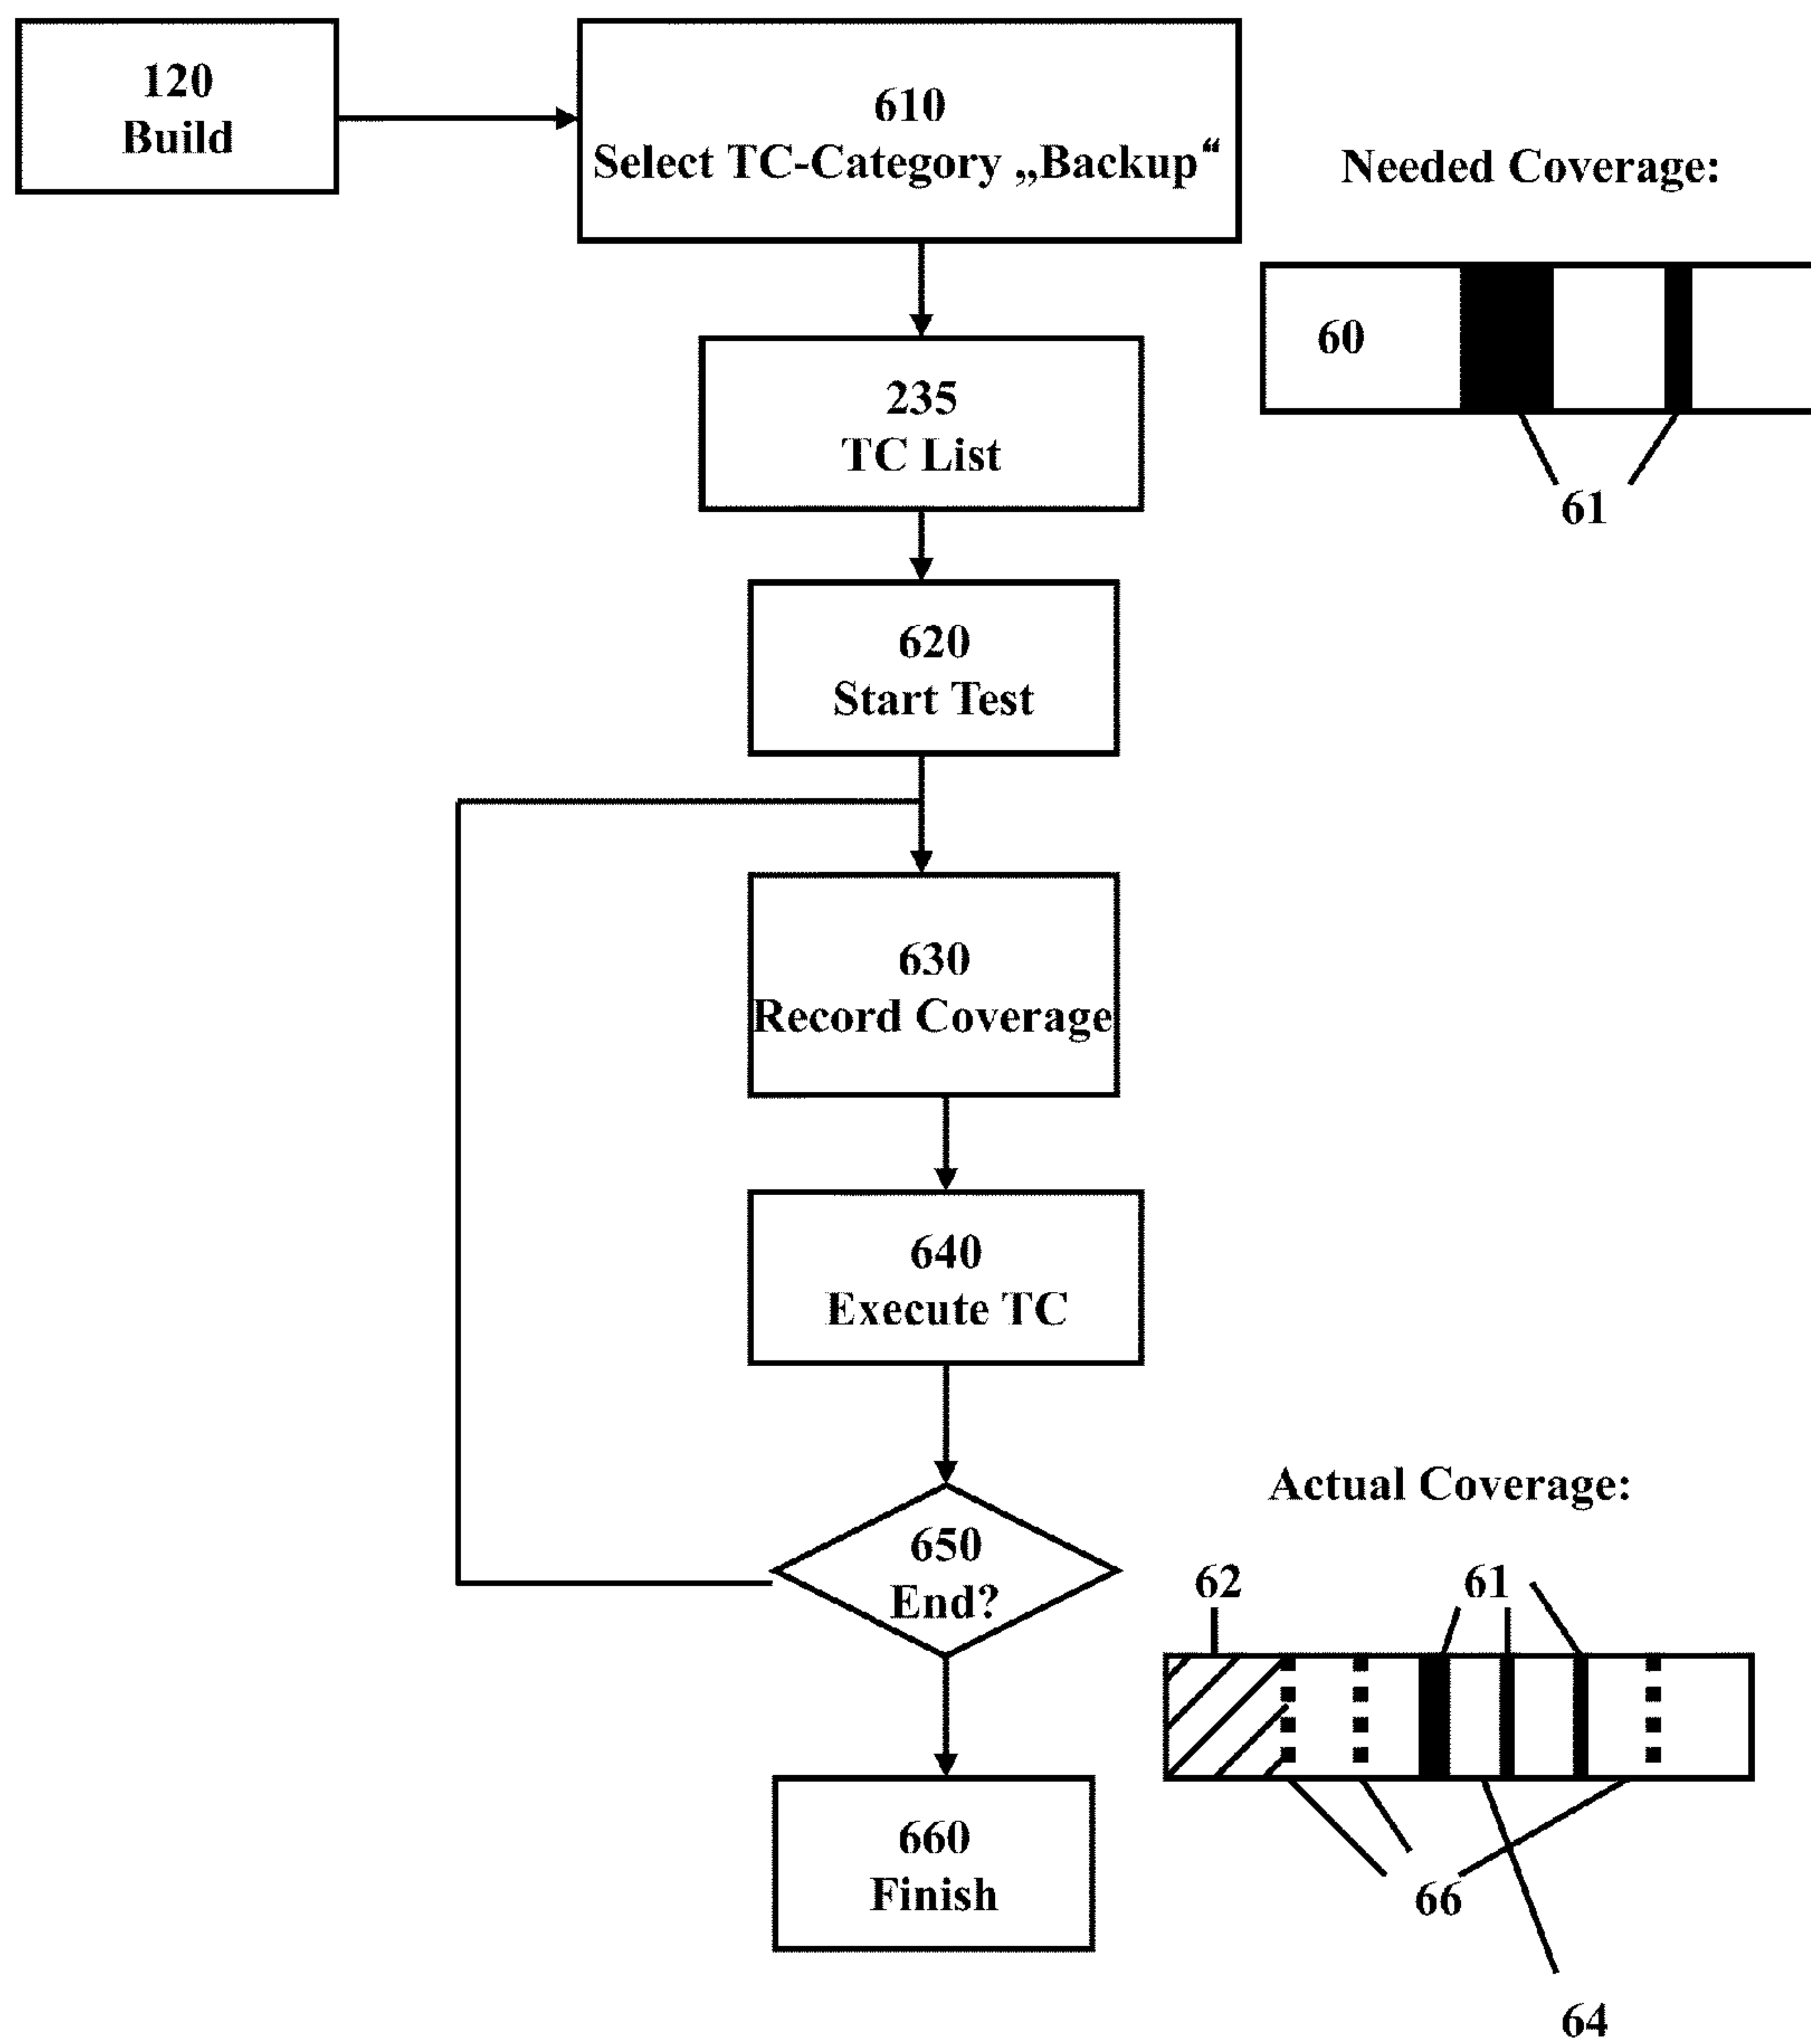 120
Build
610
Select TC-Category „Backup“
Needed Coverage:
60
235
TC List
61
620
Start Test
630
Record Coverage
640
Execute TC
Actual Coverage:
650
End?
62
61
660
Finish
66
64